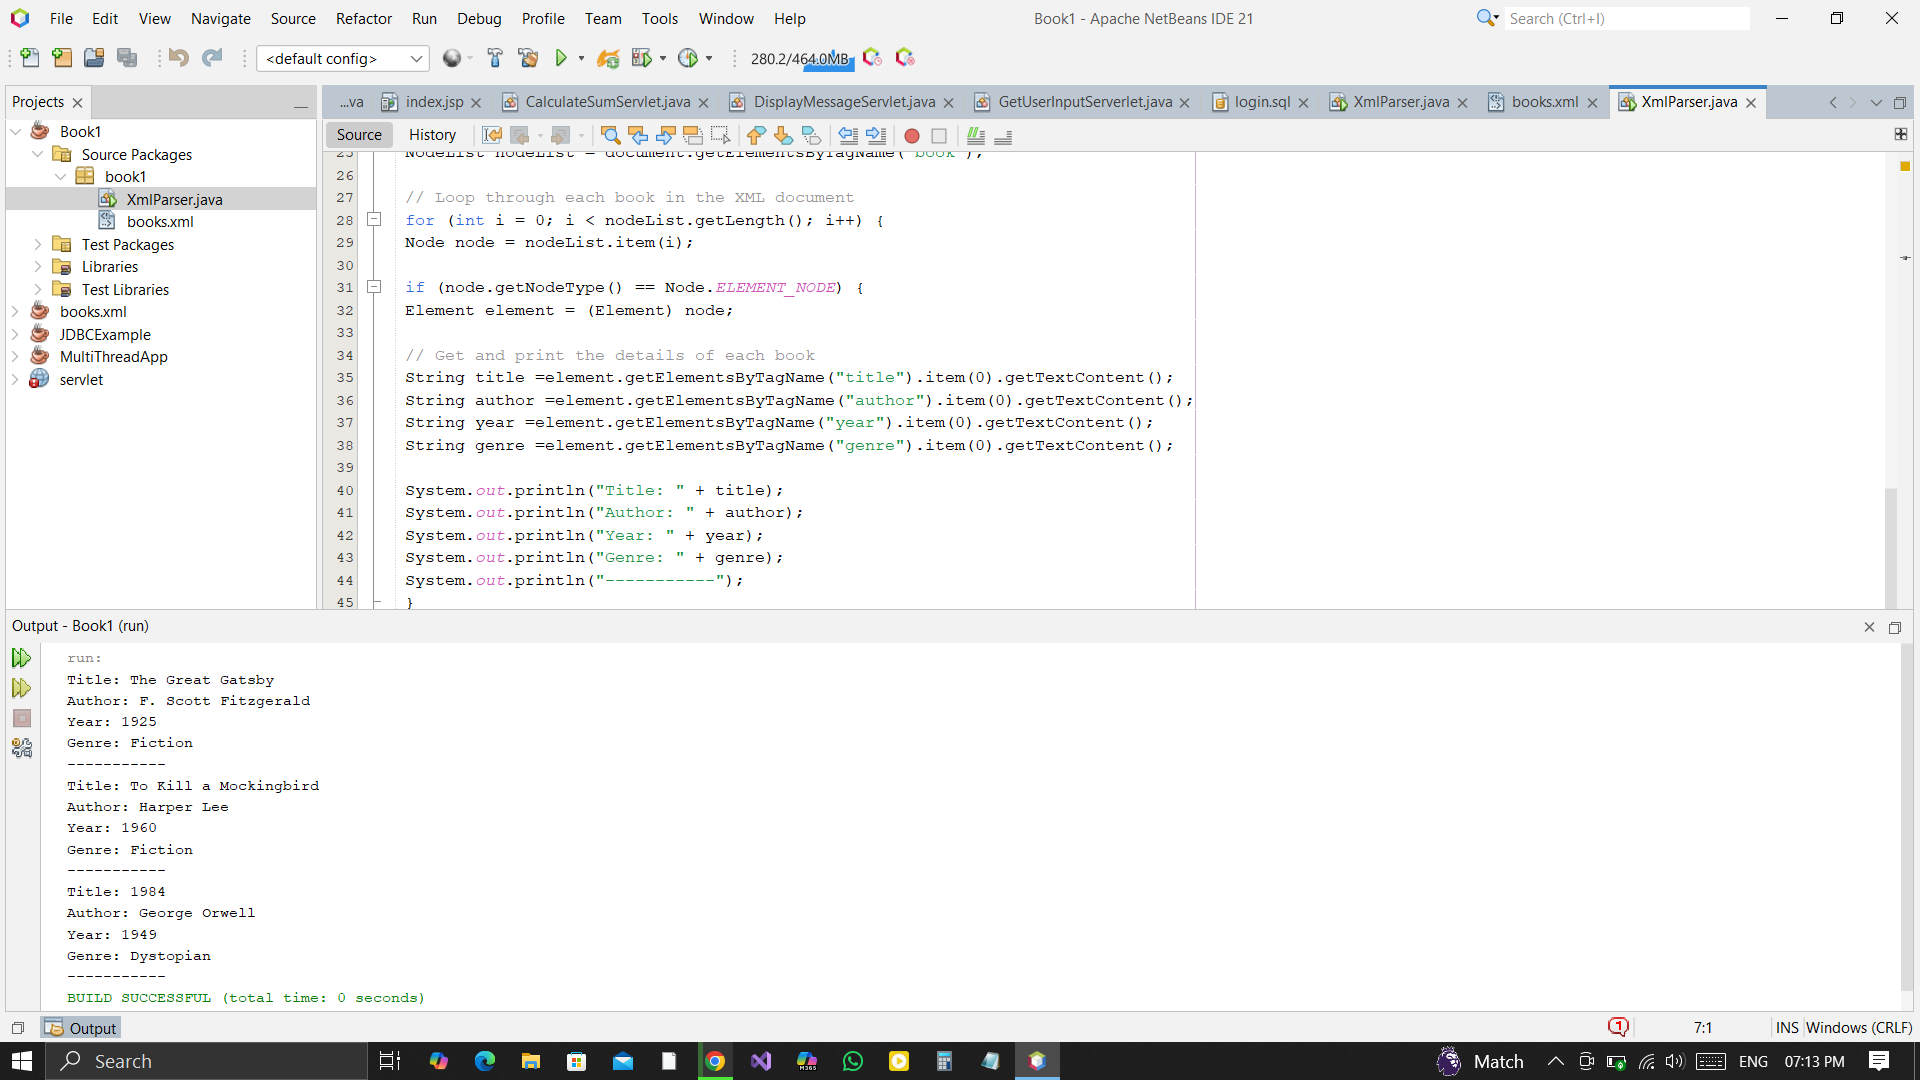 File Edit View Navigate Source Refactor Run Debug Profile Team Tools Window Help
Book1 - Apache NetBeans IDE 21
Search (Ctrl+I)
<default config>
280.2/464.0MB
Projects
...va index.jsp CalculateSumServlet.java DisplayMessageServlet.java GetUserInputServerlet.java login.sql XmlParser.java books.xml XmlParser.java
Book1
Source Packages
book1
XmlParser.java
books.xml
Test Packages
Libraries
Test Libraries
books.xml
JDBCExample
MultiThreadApp
servlet
Source History
25 NodeList nodeList = document.getElementsByTagName("book");
26
27 // Loop through each book in the XML document
28 for (int i = 0; i < nodeList.getLength(); i++) {
29 Node node = nodeList.item(i);
30
31 if (node.getNodeType() == Node.ELEMENT_NODE) {
32 Element element = (Element) node;
33
34 // Get and print the details of each book
35 String title =element.getElementsByTagName("title").item(0).getTextContent();
36 String author =element.getElementsByTagName("author").item(0).getTextContent();
37 String year =element.getElementsByTagName("year").item(0).getTextContent();
38 String genre =element.getElementsByTagName("genre").item(0).getTextContent();
39
40 System.out.println("Title: " + title);
41 System.out.println("Author: " + author);
42 System.out.println("Year: " + year);
43 System.out.println("Genre: " + genre);
44 System.out.println("-----------");
45 }
Output - Book1 (run)
run:
Title: The Great Gatsby
Author: F. Scott Fitzgerald
Year: 1925
Genre: Fiction
-----------
Title: To Kill a Mockingbird
Author: Harper Lee
Year: 1960
Genre: Fiction
-----------
Title: 1984
Author: George Orwell
Year: 1949
Genre: Dystopian
-----------
BUILD SUCCESSFUL (total time: 0 seconds)
Output
1
7:1
INS
Windows (CRLF)
Search
M365
Match
ENG
07:13 PM